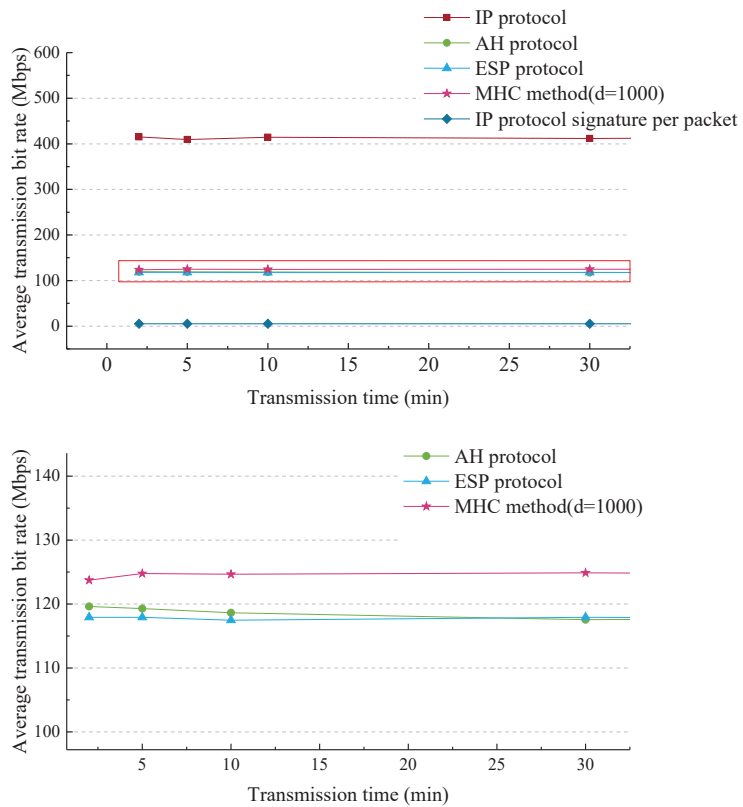 IP protocol
AH protocol
ESP protocol
MHC method(d=1000)
IP protocol signature per packet
Average transmission bit rate (Mbps)
600
500
400
300
200
100
0
0 5 10 15 20 25 30
Transmission time (min)
AH protocol
ESP protocol
MHC method(d=1000)
Average transmission bit rate (Mbps)
140
130
120
110
100
5 10 15 20 25 30
Transmission time (min)